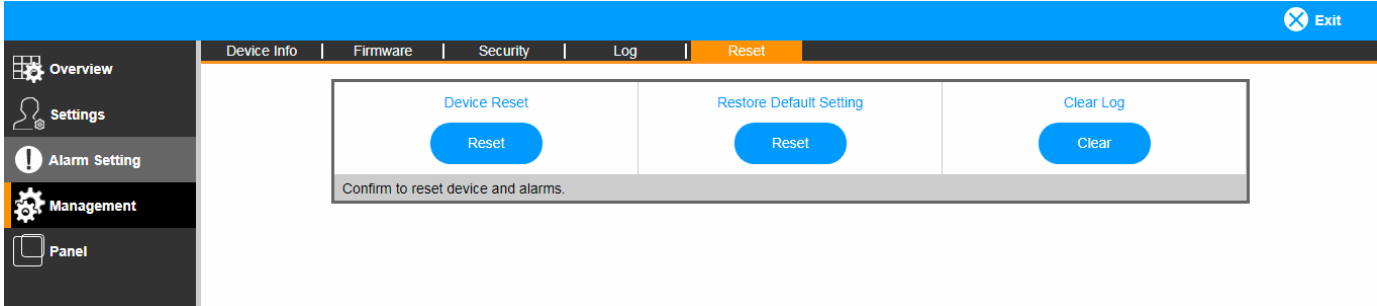 Exit
Device Info | Firmware | Security | Log | Reset
Overview
Settings
Alarm Setting
Management
Panel
Device Reset Restore Default Setting Clear Log
Reset Reset Clear
Confirm to reset device and alarms.